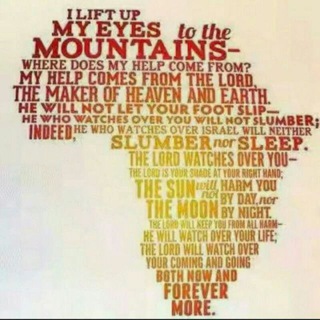 I LIFT UP
MY EYES to the
MOUNTAINS-
WHERE DOES MY HELP COME FROM?
MY HELP COMES FROM THE LORD,
THE MAKER OF HEAVEN AND EARTH.
HE WILL NOT LET YOUR FOOT SLIP—
HE WHO WATCHES OVER YOU WILL NOT SLUMBER;
INDEED, HE WHO WATCHES OVER ISRAEL WILL NEITHER
SLUMBER nor SLEEP.
THE LORD WATCHES OVER YOU—
THE LORD IS YOUR SHADE AT YOUR RIGHT HAND;
THE SUN will not HARM YOU
BY DAY, nor
THE MOON BY NIGHT.
THE LORD WILL KEEP YOU FROM ALL HARM—
HE WILL WATCH OVER YOUR LIFE;
THE LORD WILL WATCH OVER
YOUR COMING AND GOING
BOTH NOW AND
FOREVER
MORE.